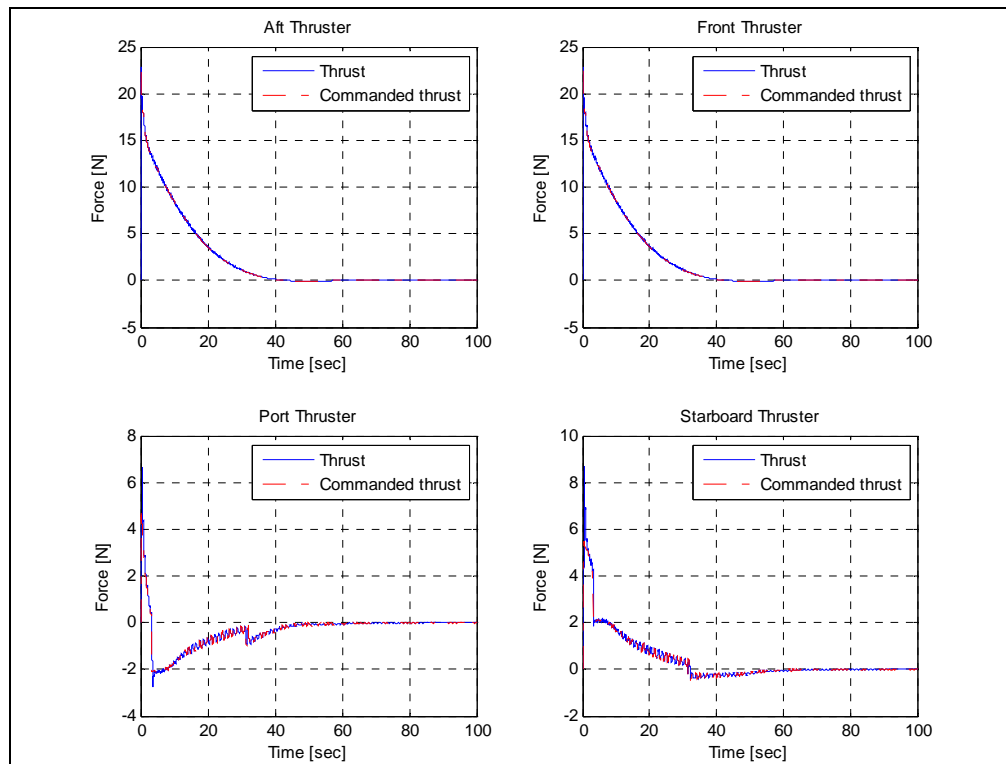 Aft Thruster
Thrust
Commanded thrust
Force [N]
25
20
15
10
5
0
-5
0 20 40 60 80 100
Time [sec]
Front Thruster
Thrust
Commanded thrust
Force [N]
25
20
15
10
5
0
-5
0 20 40 60 80 100
Time [sec]
Port Thruster
Thrust
Commanded thrust
Force [N]
8
6
4
2
0
-2
-4
0 20 40 60 80 100
Time [sec]
Starboard Thruster
Thrust
Commanded thrust
Force [N]
10
8
6
4
2
0
-2
0 20 40 60 80 100
Time [sec]